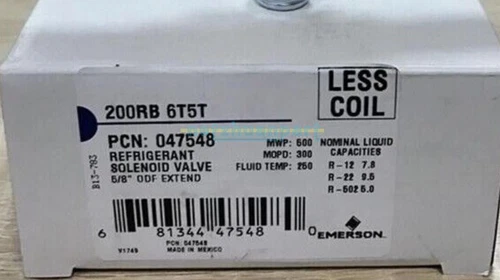 LESS
COIL
200RB 6T5T
PCN: 047548
REFRIGERANT
SOLENOID VALVE
5/8" ODF EXTEND
MWP: 500
MOPD: 300
FLUID TEMP: 250
NOMINAL LIQUID
CAPACITIES
R-12 7.8
R-22 9.5
R-502 5.0
B13-783
6 81344 47548 0
EMERSON
PCN: 047548
V1749 MADE IN MEXICO